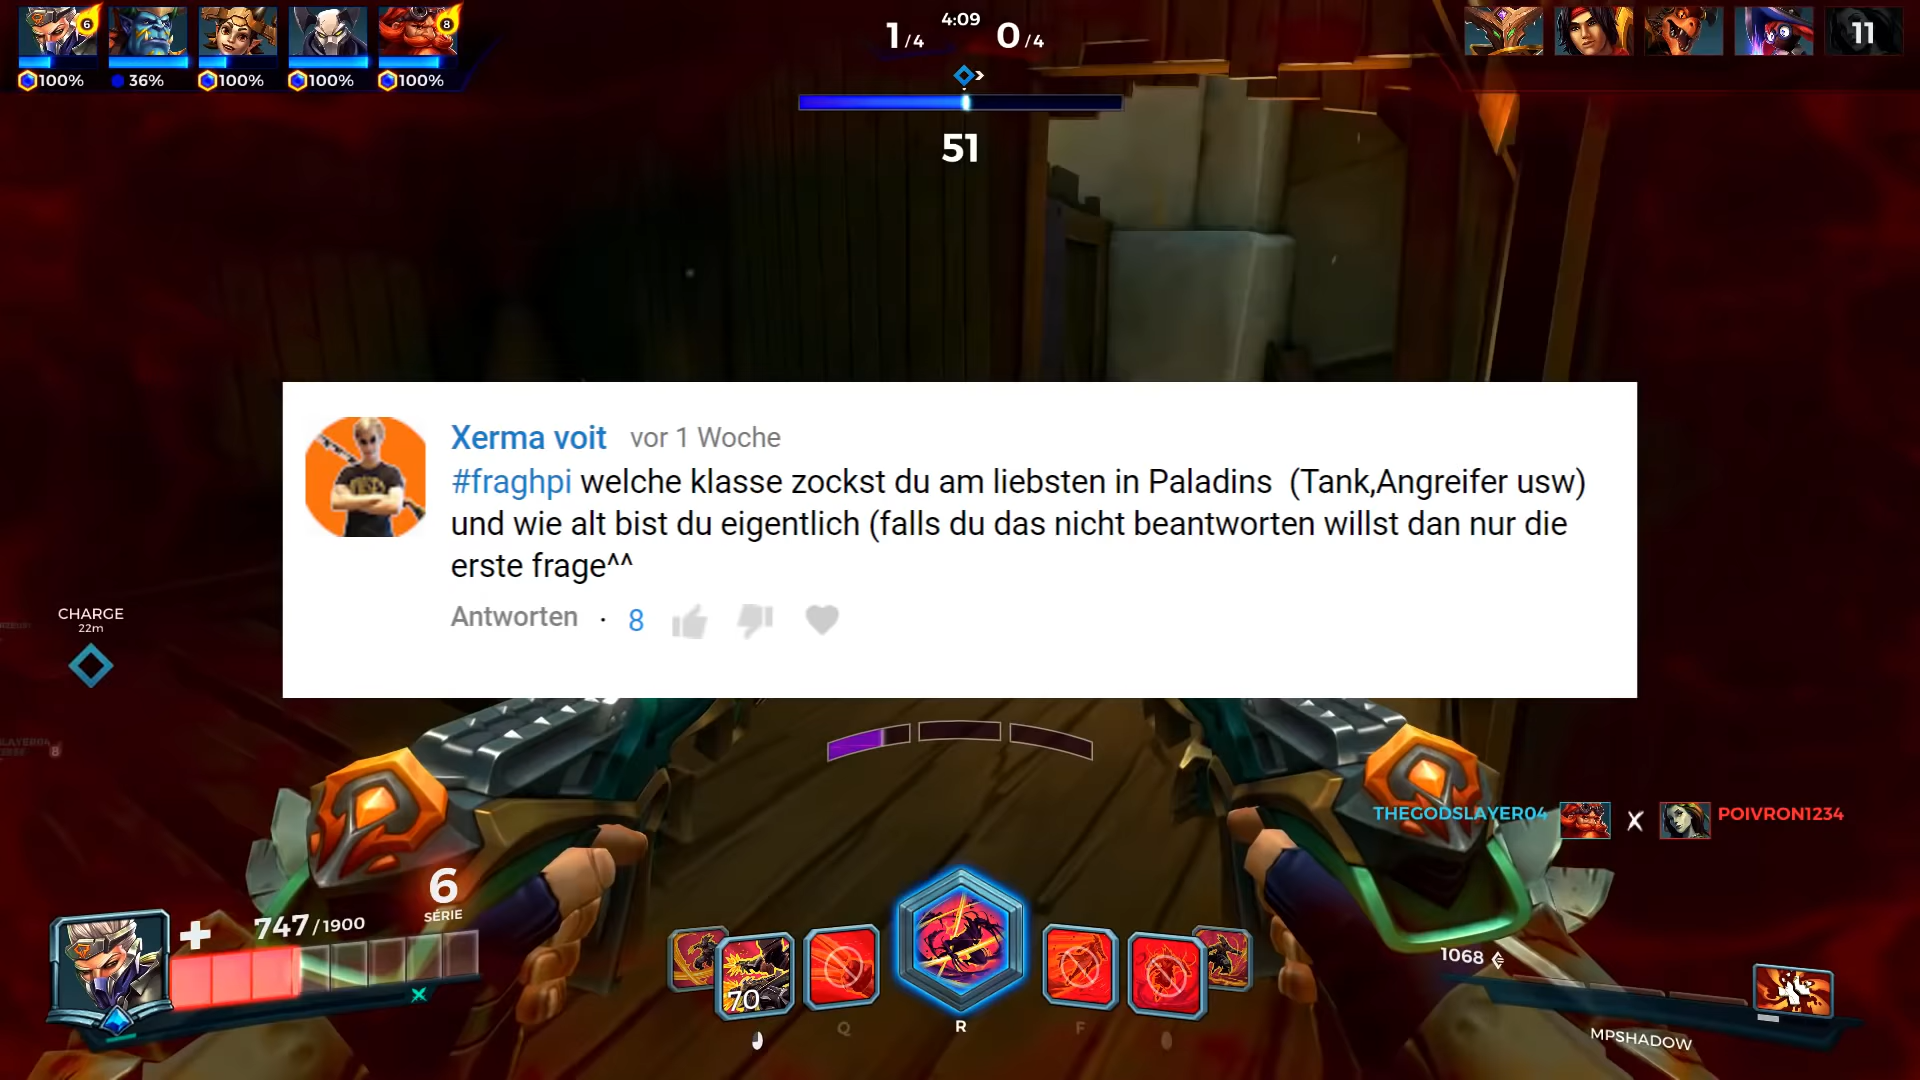 6
8
100%
36%
100%
100%
100%
1/4
4:09
0/4
11
51
Xerma voit vor 1 Woche
#fraghpi welche klasse zockst du am liebsten in Paladins (Tank,Angreifer usw)
und wie alt bist du eigentlich (falls du das nicht beantworten willst dan nur die
erste frage^^
Antworten · 8
CHARGE
22m
THEGODSLAYER04 X POIVRON1234
6
SÉRIE
747/1900
70
Q
R
F
1068
MPSHADOW